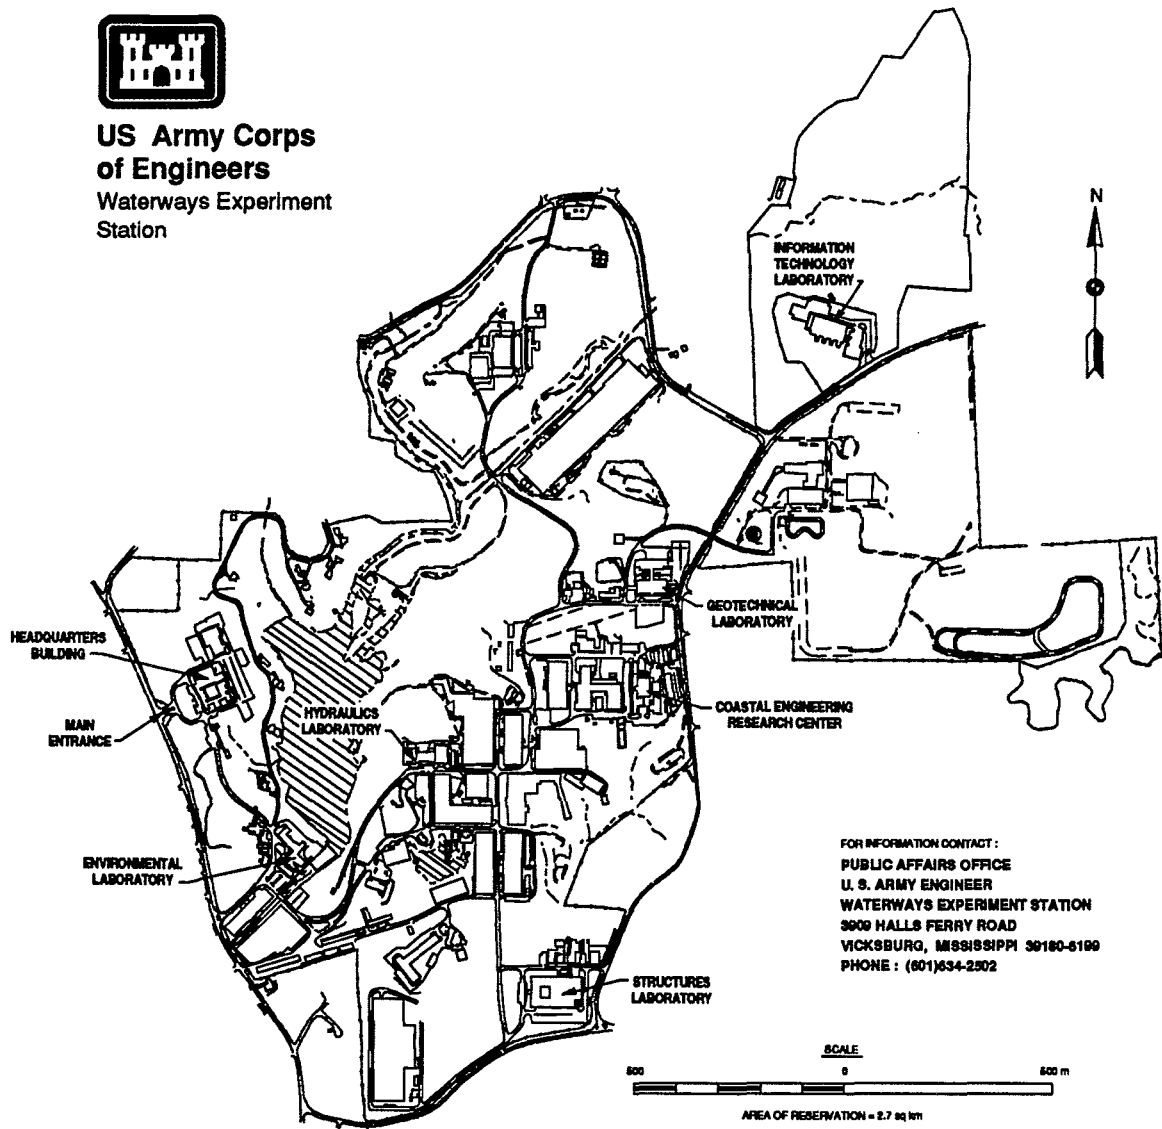 US Army Corps
of Engineers
Waterways Experiment
Station
N
INFORMATION
TECHNOLOGY
LABORATORY
HEADQUARTERS
BUILDING
MAIN
ENTRANCE
HYDRAULICS
LABORATORY
GEOTECHNICAL
LABORATORY
COASTAL ENGINEERING
RESEARCH CENTER
ENVIRONMENTAL
LABORATORY
STRUCTURES
LABORATORY
FOR INFORMATION CONTACT :
PUBLIC AFFAIRS OFFICE
U. S. ARMY ENGINEER
WATERWAYS EXPERIMENT STATION
3909 HALLS FERRY ROAD
VICKSBURG, MISSISSIPPI 39180-6199
PHONE : (601)634-2502
SCALE
500 0 500 m
AREA OF RESERVATION = 2.7 sq km